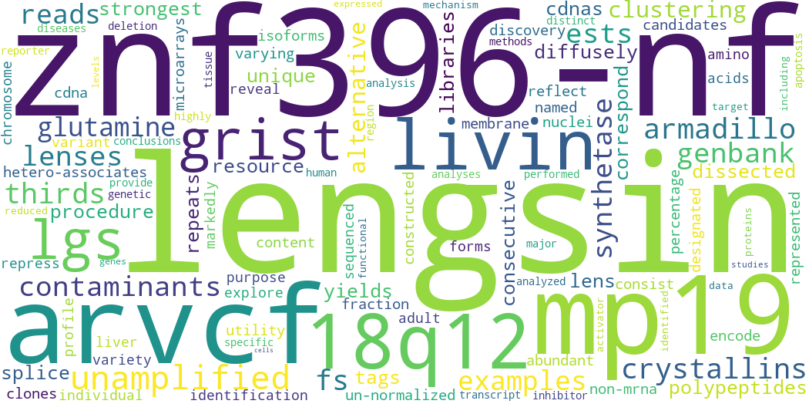 reads strongest znf396-nf expressed mechanism cdnas clustering
reporter diseases deletion isoforms microarrays libraries discovery distinct ests candidates
chromosome cdna levels tissue varying unique reveal alternative analysis methods diffusely amino apoptosis
variant highly region target reflect acids including
glutamine grist livin named nuclei correspond armadillo
lenses conclusions resource membrane synthetase genbank
hetero-associates human analyses performed dissected
thirds provide repeats lengsin percentage
reduced genetic procedure markedly content sequenced functional constructed forms consecutive major designated represented proteins
lgs repress genes purpose analyzed lens consist studies
contaminants explore yields identified data
arvcf profile liver utility fraction adult 18q12 abundant activator mp19 encode
variety specific cells
splice unamplified fs tags examples crystallins
clones individual identification un-normalized transcript inhibitor non-mrna polypeptides